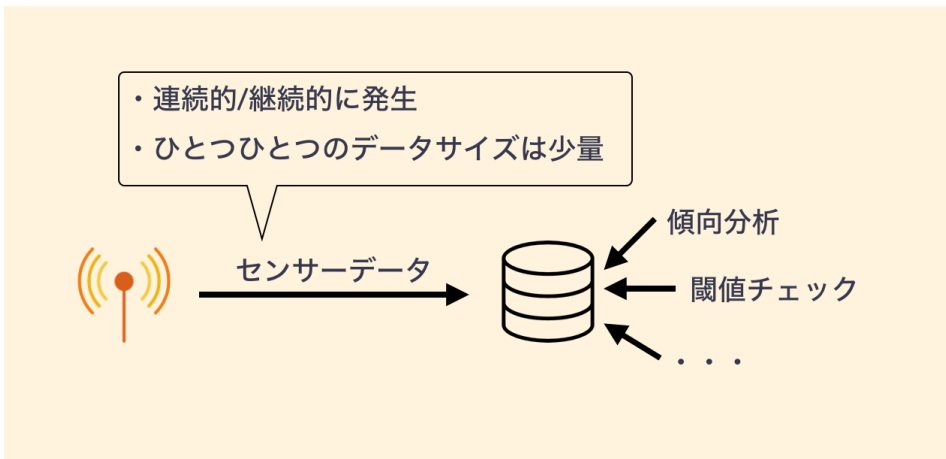 ・連続的/継続的に発生
・ひとつひとつのデータサイズは少量
傾向分析
センサーデータ
閾値チェック
・・・